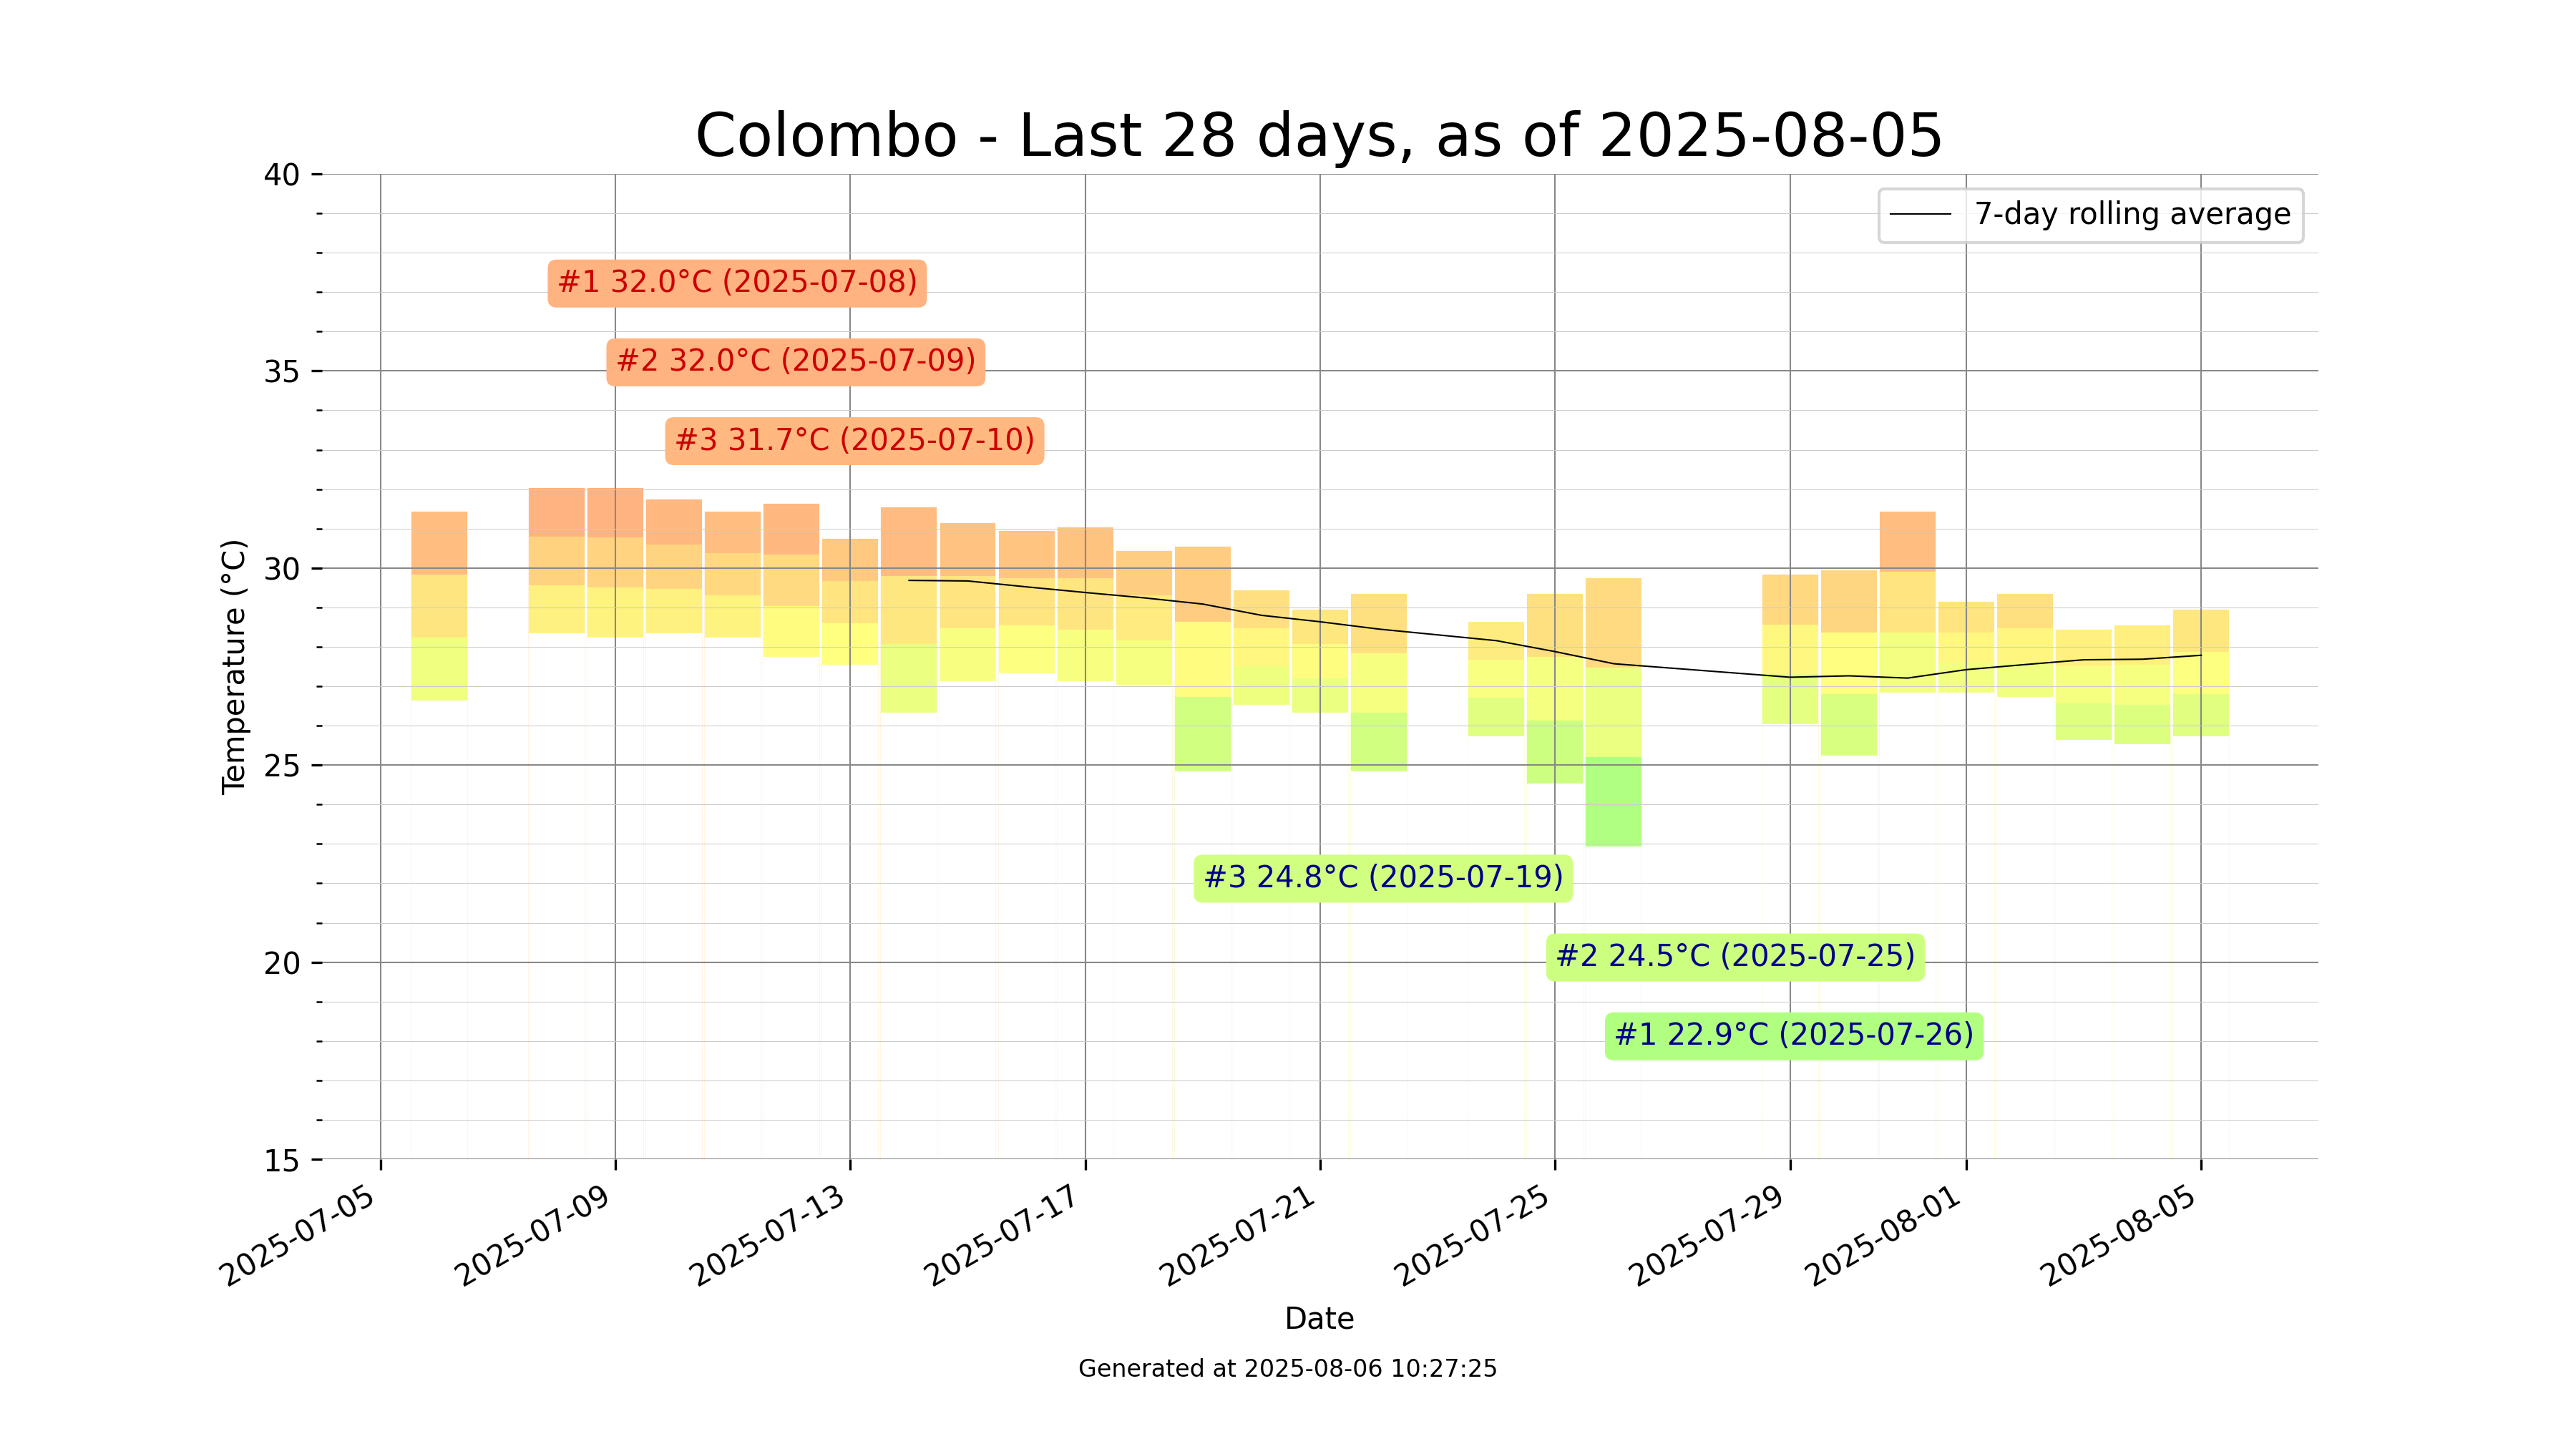 Colombo - Last 28 days, as of 2025-08-05
7-day rolling average
40
35
30
25
20
15
Temperature (°C)
#1 32.0°C (2025-07-08)
#2 32.0°C (2025-07-09)
#3 31.7°C (2025-07-10)
#3 24.8°C (2025-07-19)
#2 24.5°C (2025-07-25)
#1 22.9°C (2025-07-26)
2025-07-05
2025-07-09
2025-07-13
2025-07-17
2025-07-21
2025-07-25
2025-07-29
2025-08-01
2025-08-05
Date
Generated at 2025-08-06 10:27:25